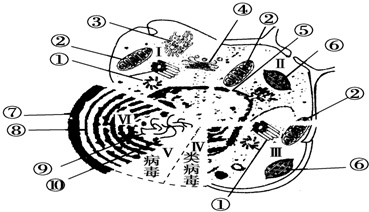 ③ ④ ② ⑤
② Ⅰ Ⅱ ⑥
①
②
⑦
⑧ Ⅵ Ⅲ
Ⅴ Ⅳ
病毒 类病毒
⑨ ⑥
⑩ ①